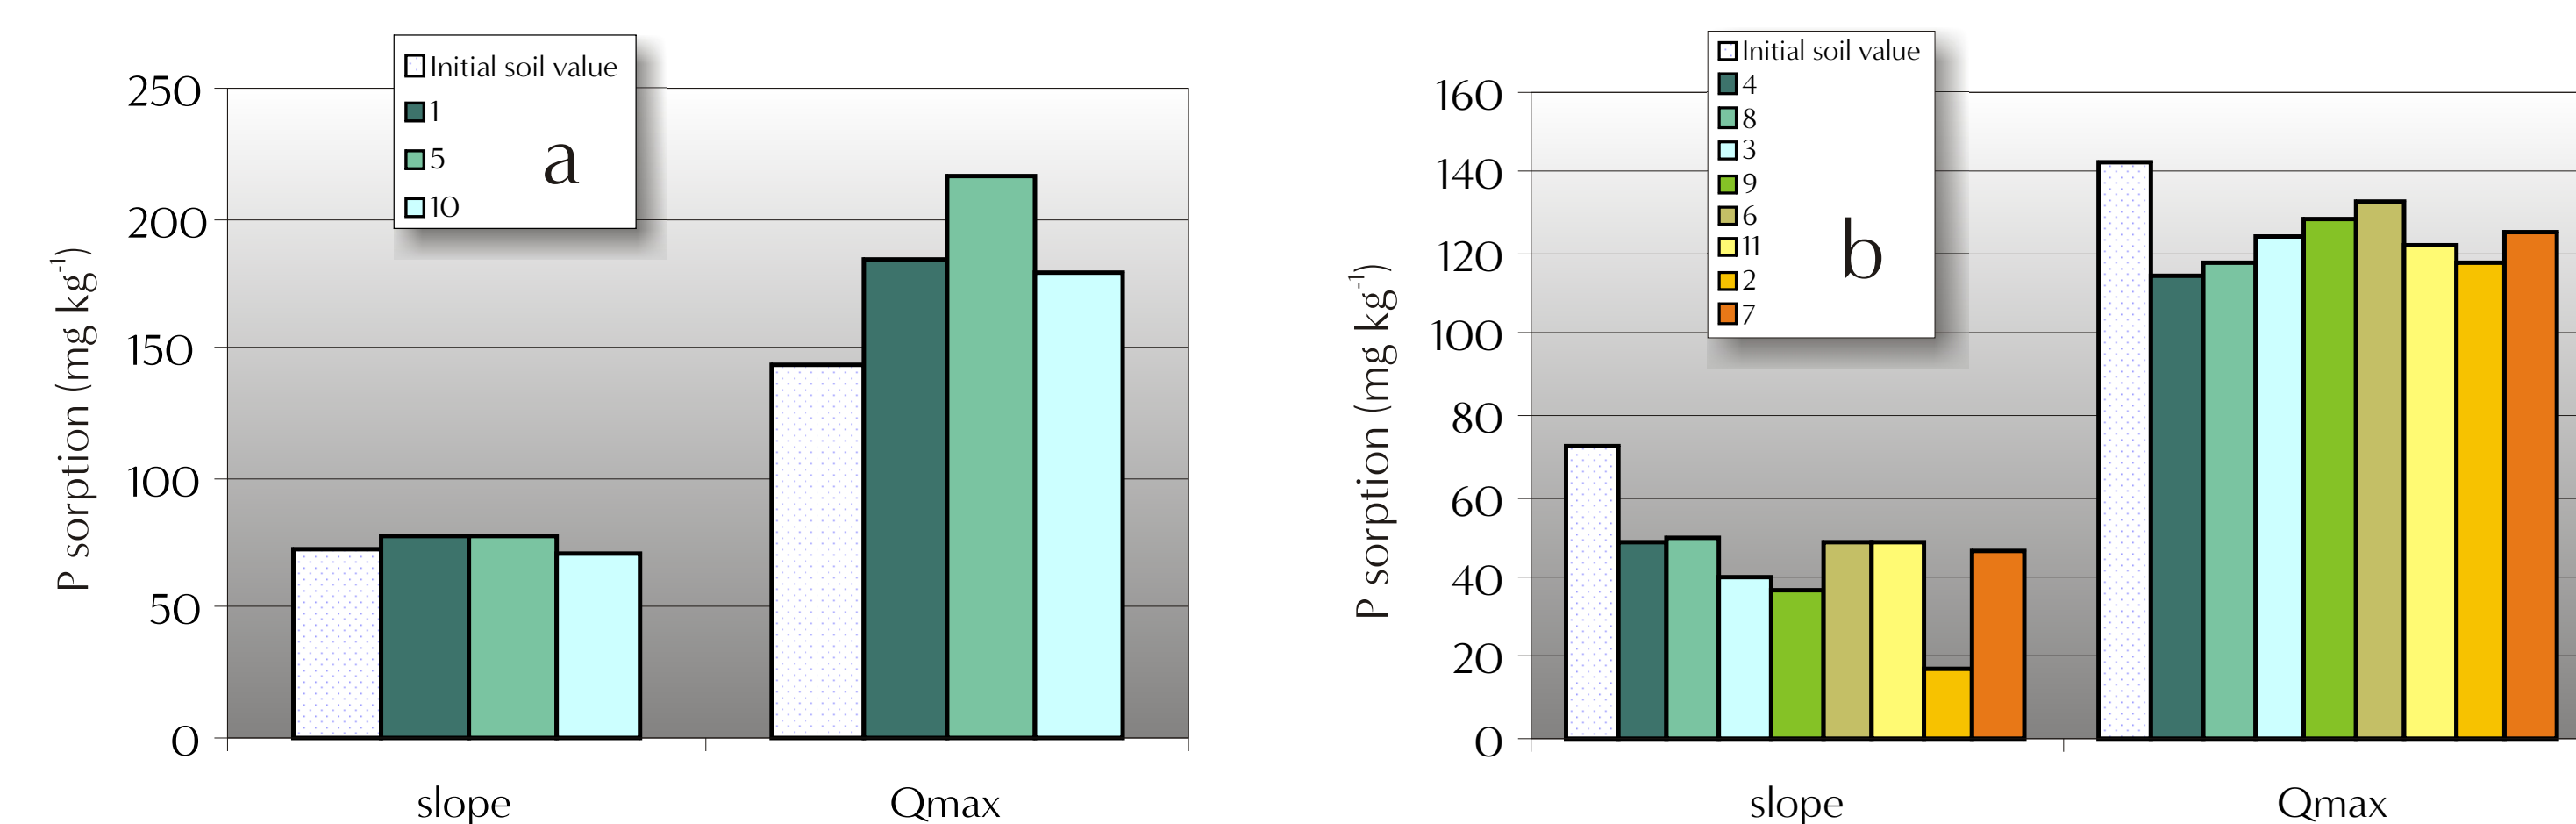 Initial soil value
1
5
10
a
250
200
150
100
50
0
P sorption (mg kg⁻¹)
slope
Qmax
Initial soil value
4
8
3
9
6
11
2
7
b
160
140
120
100
80
60
40
20
0
P sorption (mg kg⁻¹)
slope
Qmax